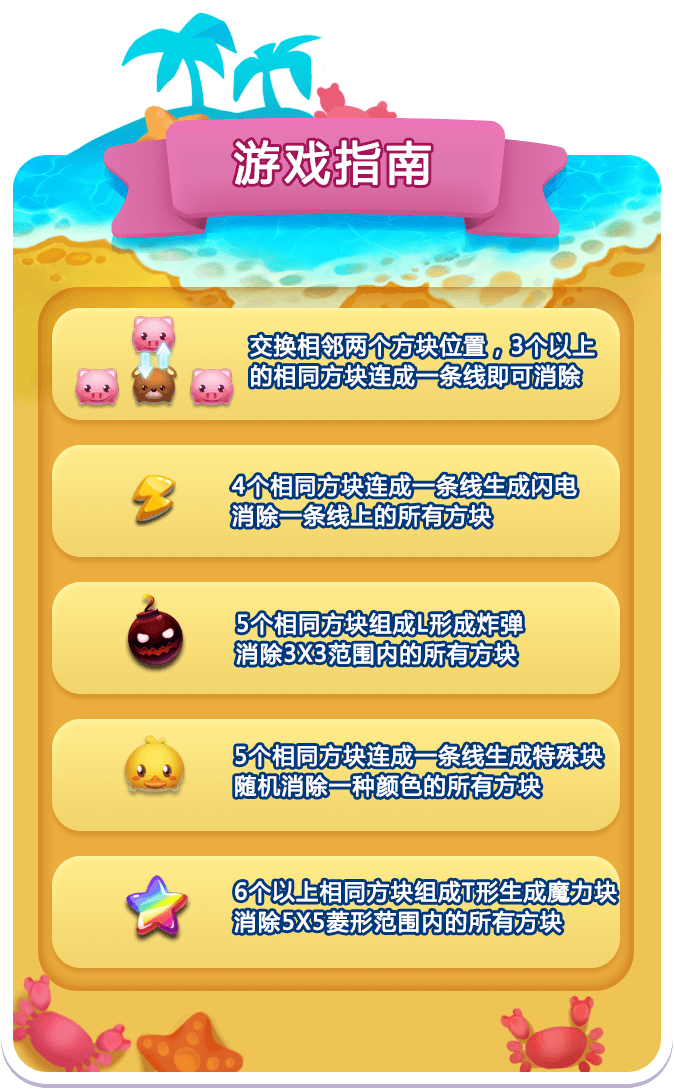 游戏指南
交换相邻两个方块位置，3个以上
的相同方块连成一条线即可消除
4个相同方块连成一条线生成闪电
消除一条线上的所有方块
5个相同方块组成L形成炸弹
消除3X3范围内的所有方块
5个相同方块连成一条线生成特殊块
随机消除一种颜色的所有方块
6个以上相同方块组成T形生成魔力块
消除5X5菱形范围内的所有方块